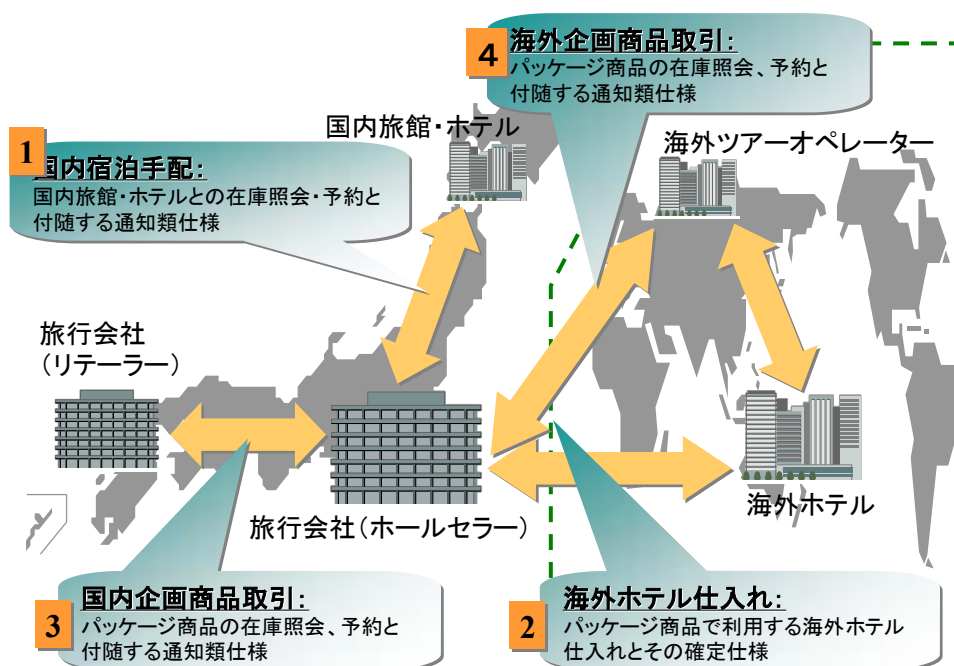 4
海外企画商品取引:
パッケージ商品の在庫照会、予約と
付随する通知類仕様
国内旅館・ホテル
海外ツアーオペレーター
1
国内宿泊手配:
国内旅館・ホテルとの在庫照会・予約と
付随する通知類仕様
旅行会社
(リテーラー)
旅行会社(ホールセラー)
海外ホテル
3
国内企画商品取引:
パッケージ商品の在庫照会、予約と
付随する通知類仕様
2
海外ホテル仕入れ:
パッケージ商品で利用する海外ホテル
仕入れとその確定仕様